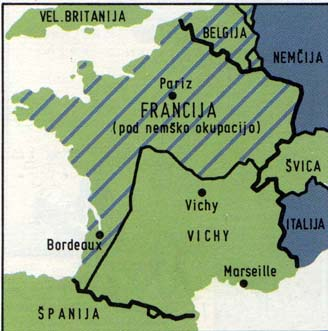 VEL. BRITANIJA
BELGIJA
NEMČIJA
Pariz
FRANCIJA
(pod nemško okupacijo)
ŠVICA
Vichy
VICHY
ITALIJA
Bordeaux
Marseille
ŠPANIJA